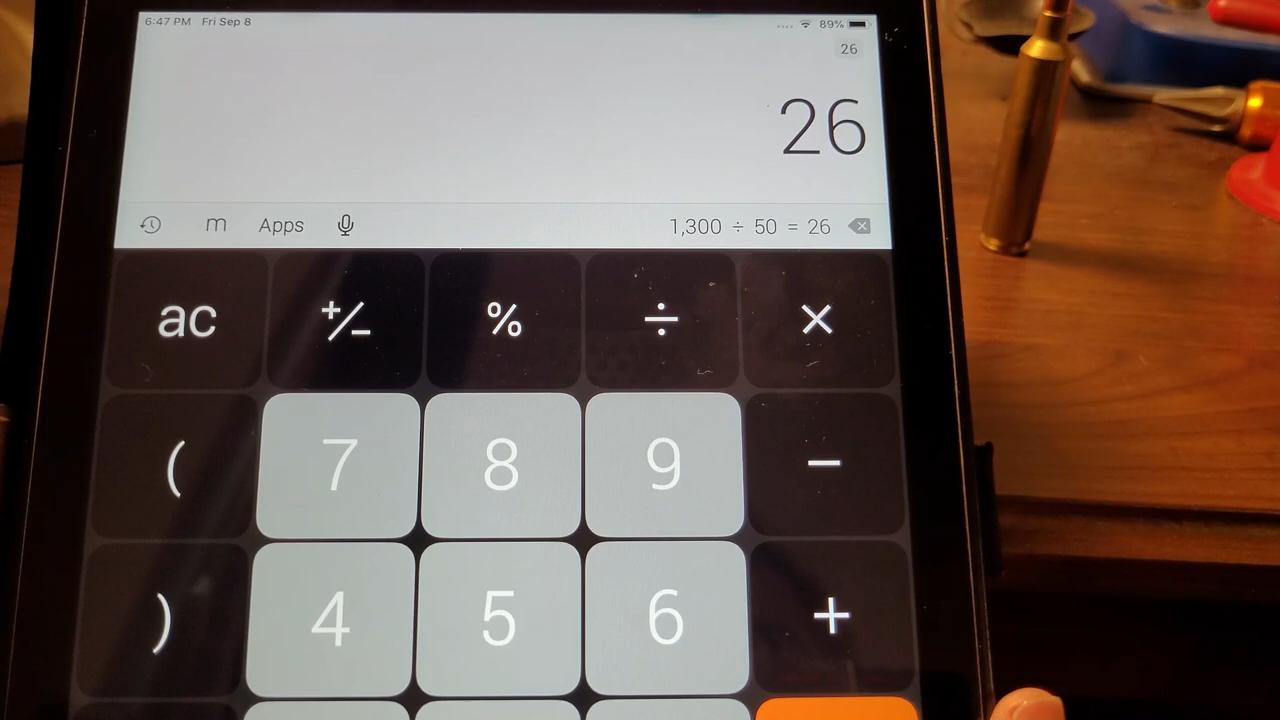 6:47 PM Fri Sep 8 89%
26
26
m Apps 1,300 ÷ 50 = 26
ac +/- % ÷ ×
( 7 8 9 −
) 4 5 6 +